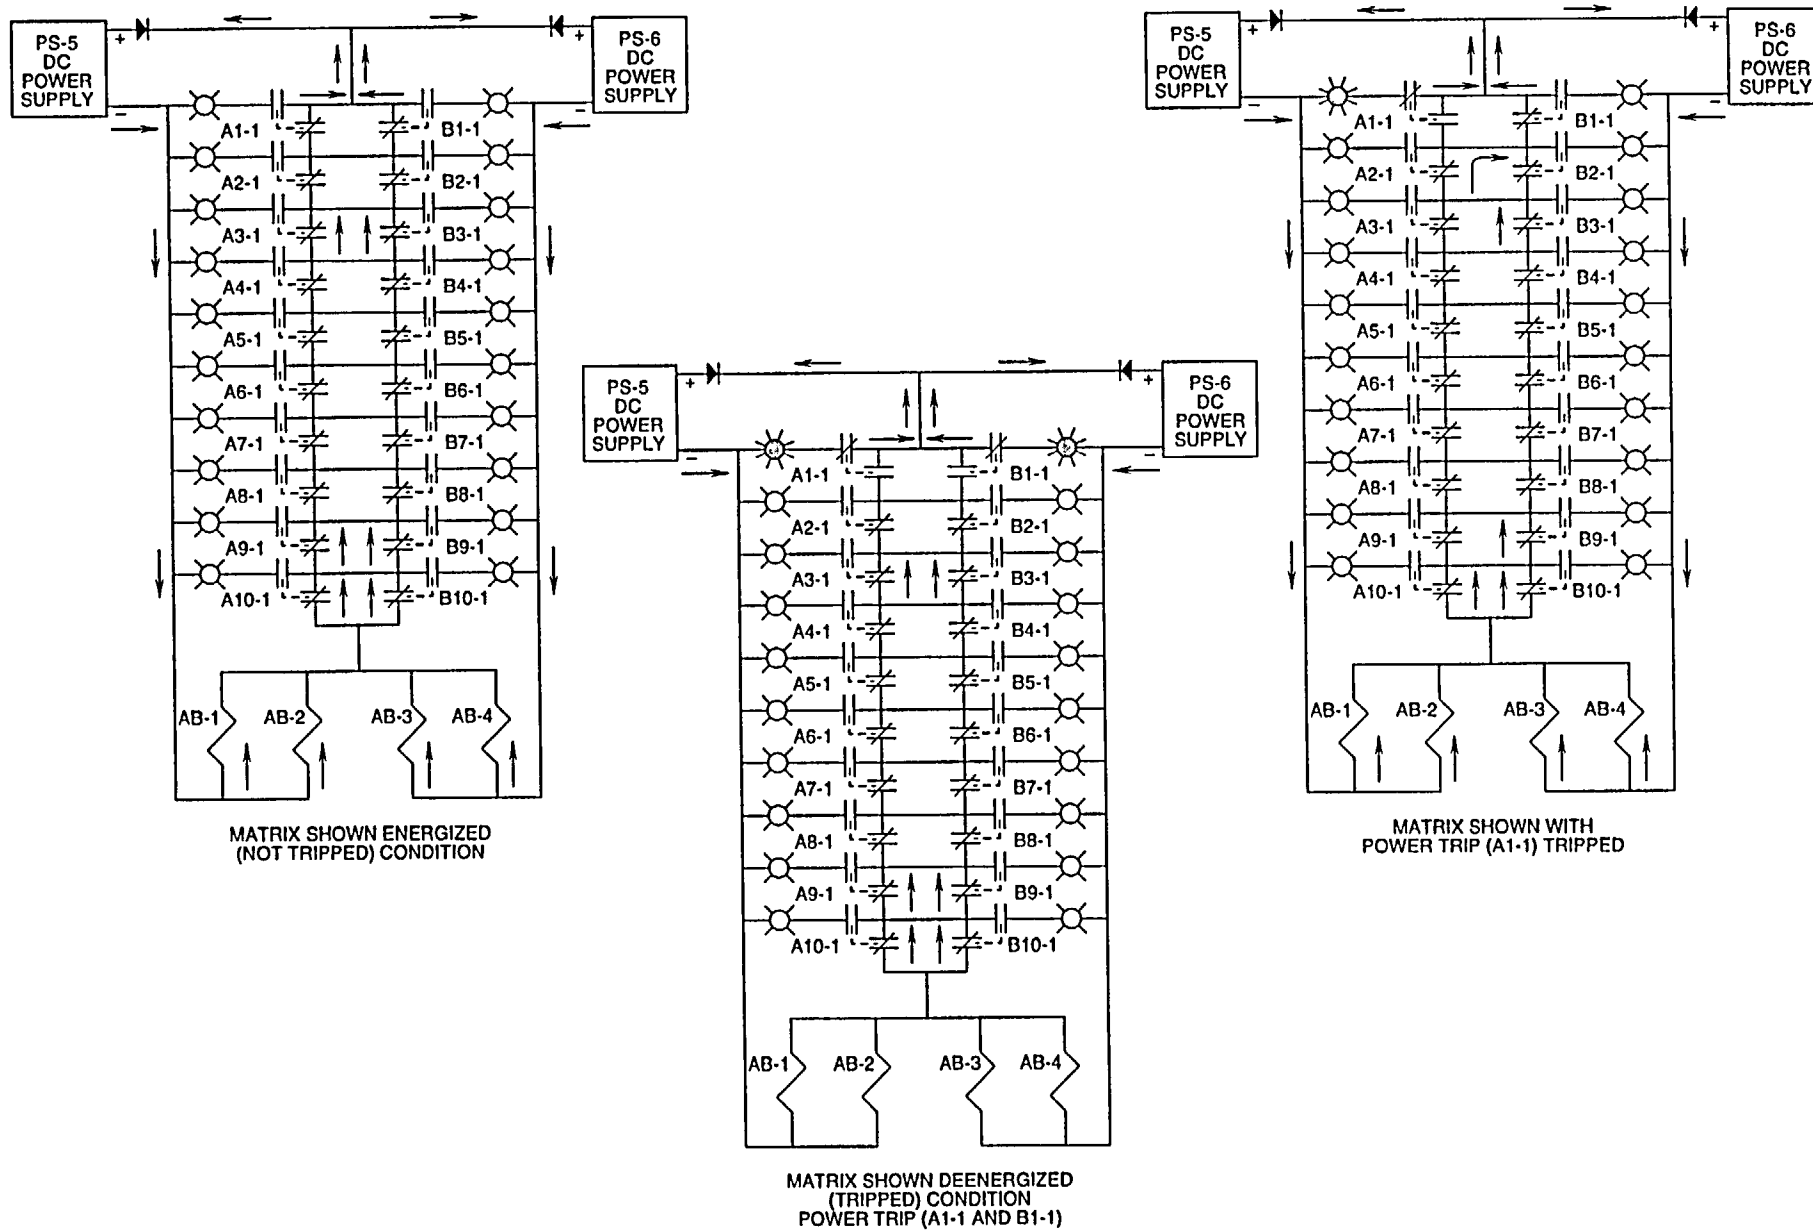 PS-5
DC
POWER
SUPPLY
+
−
+
−
PS-6
DC
POWER
SUPPLY
A1-1 B1-1
A2-1 B2-1
A3-1 B3-1
A4-1 B4-1
A5-1 B5-1
A6-1 B6-1
A7-1 B7-1
A8-1 B8-1
A9-1 B9-1
A10-1 B10-1
AB-1 AB-2 AB-3 AB-4
MATRIX SHOWN ENERGIZED
(NOT TRIPPED) CONDITION
PS-5
DC
POWER
SUPPLY
+
−
+
−
PS-6
DC
POWER
SUPPLY
A1-1 B1-1
A2-1 B2-1
A3-1 B3-1
A4-1 B4-1
A5-1 B5-1
A6-1 B6-1
A7-1 B7-1
A8-1 B8-1
A9-1 B9-1
A10-1 B10-1
AB-1 AB-2 AB-3 AB-4
MATRIX SHOWN DEENERGIZED
(TRIPPED) CONDITION
POWER TRIP (A1-1 AND B1-1)
PS-5
DC
POWER
SUPPLY
+
−
+
−
PS-6
DC
POWER
SUPPLY
A1-1 B1-1
A2-1 B2-1
A3-1 B3-1
A4-1 B4-1
A5-1 B5-1
A6-1 B6-1
A7-1 B7-1
A8-1 B8-1
A9-1 B9-1
A10-1 B10-1
AB-1 AB-2 AB-3 AB-4
MATRIX SHOWN WITH
POWER TRIP (A1-1) TRIPPED